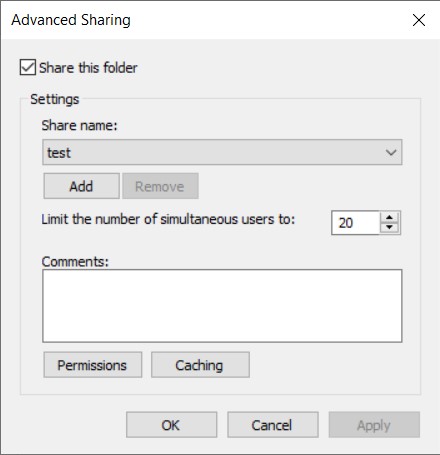 Advanced Sharing
Share this folder
Settings
Share name:
test
Add Remove
Limit the number of simultaneous users to: 20
Comments:
Permissions Caching
OK Cancel Apply